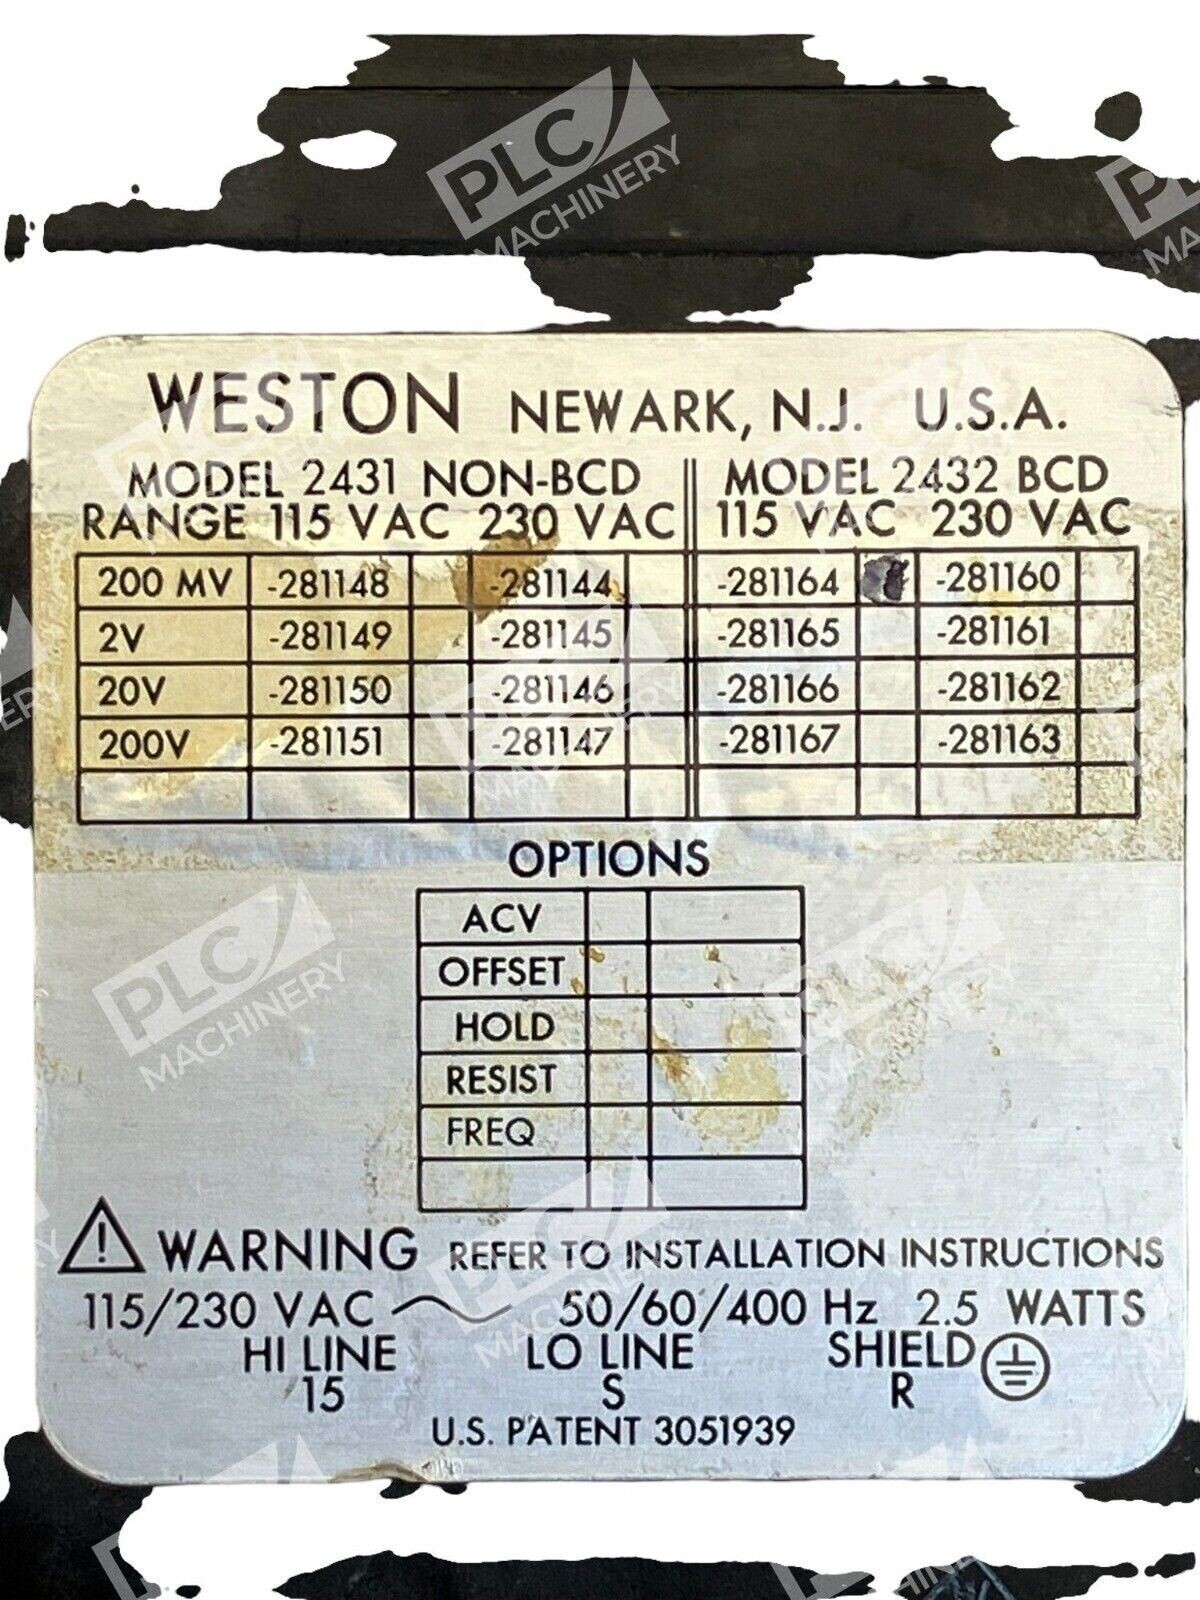 PLC MACHINERY
WESTON NEWARK, N.J. U.S.A.
MODEL 2431 NON-BCD MODEL 2432 BCD
RANGE 115 VAC 230 VAC 115 VAC 230 VAC
200 MV -281148 -281144 -281164 -281160
2V -281149 -281145 -281165 -281161
20V -281150 -281146 -281166 -281162
200V -281151 -281147 -281167 -281163
OPTIONS
ACV
OFFSET
HOLD
RESIST
FREQ
WARNING REFER TO INSTALLATION INSTRUCTIONS
115/230 VAC 50/60/400 Hz 2.5 WATTS
HI LINE LO LINE SHIELD
15 S R
U.S. PATENT 3051939